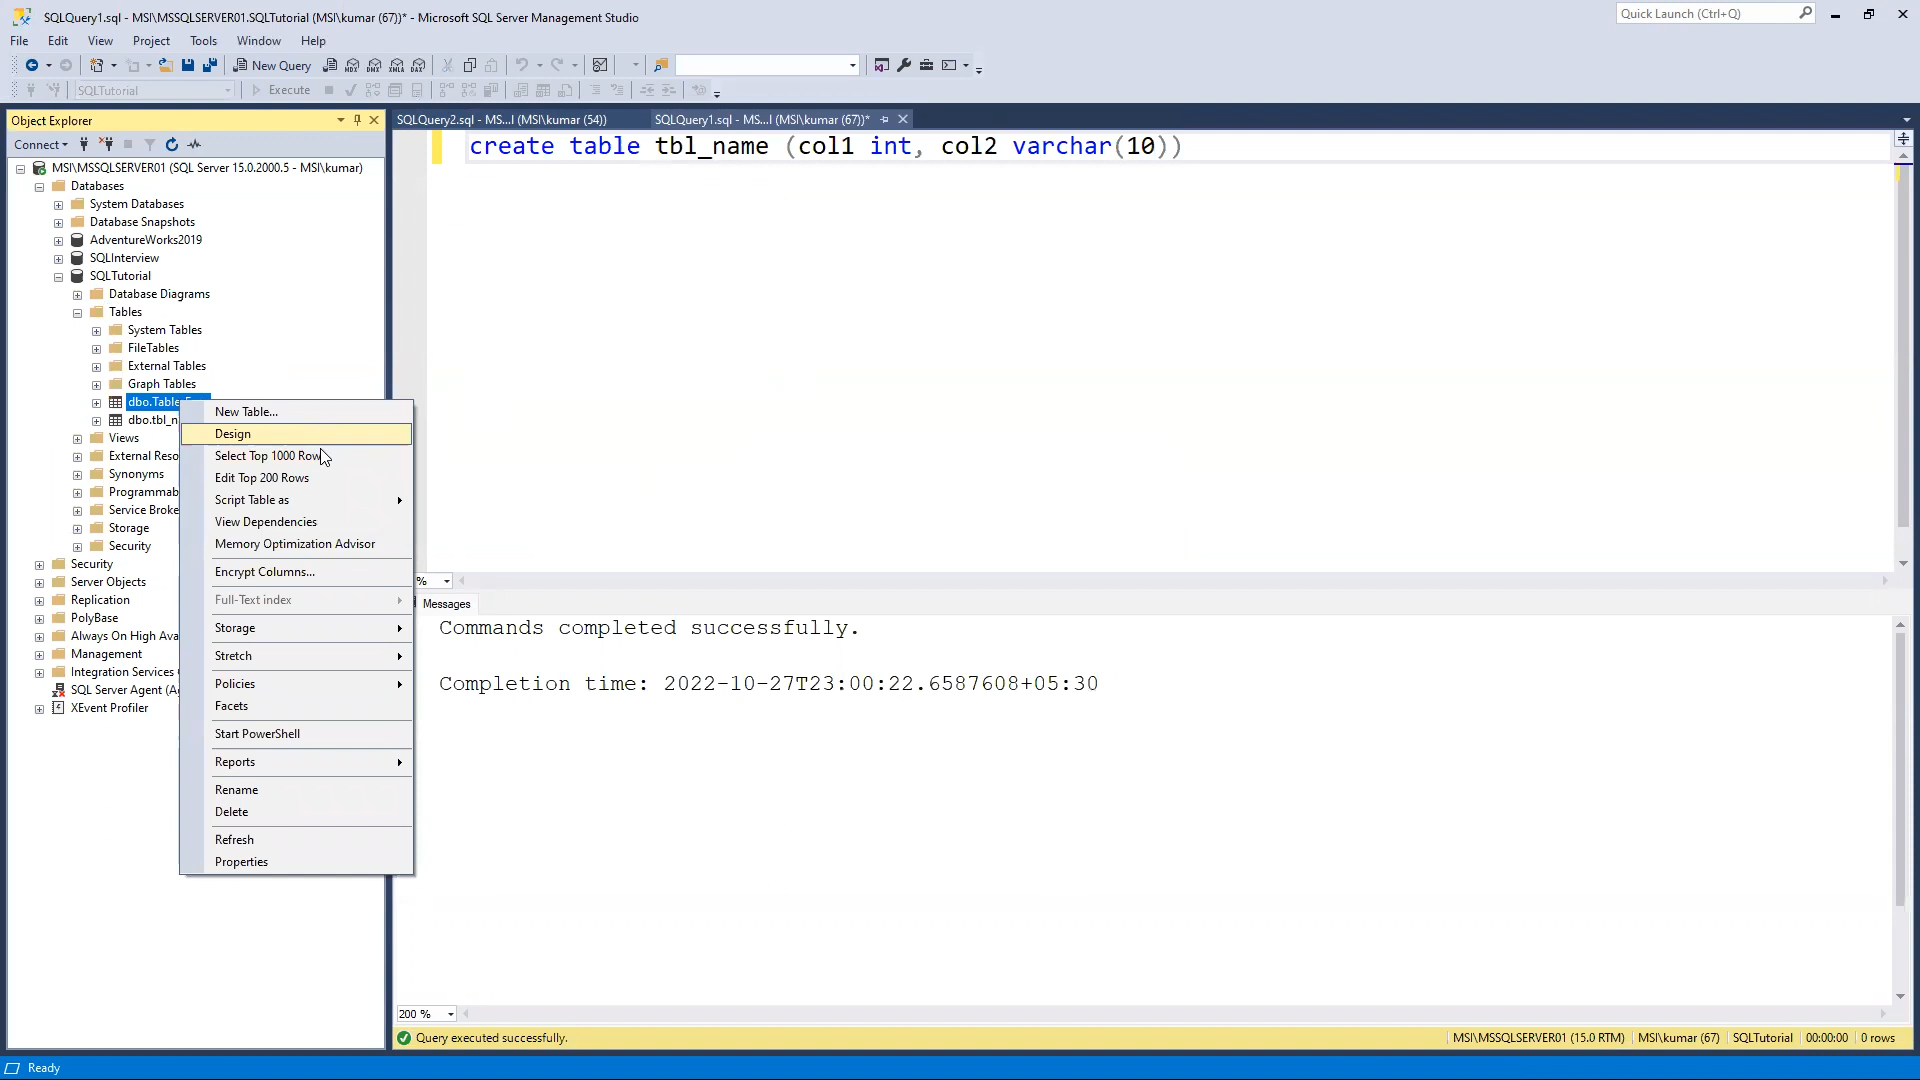 SQLQuery1.sql - MSI\MSSQLSERVER01.SQLTutorial (MSI\kumar (67))* - Microsoft SQL Server Management Studio
Quick Launch (Ctrl+Q)
File Edit View Project Tools Window Help
New Query
SQLTutorial Execute
Object Explorer
SQLQuery2.sql - MS...l (MSI\kumar (54))
SQLQuery1.sql - MS...l (MSI\kumar (67))*
Connect
MSI\MSSQLSERVER01 (SQL Server 15.0.2000.5 - MSI\kumar)
Databases
System Databases
Database Snapshots
AdventureWorks2019
SQLInterview
SQLTutorial
Database Diagrams
Tables
System Tables
FileTables
External Tables
Graph Tables
dbo.Table
dbo.tbl_n
Views
External Reso
Synonyms
Programmab
Service Broke
Storage
Security
Security
Server Objects
Replication
PolyBase
Always On High Ava
Management
Integration Services
SQL Server Agent (A
XEvent Profiler
New Table...
Design
Select Top 1000 Row
Edit Top 200 Rows
Script Table as
View Dependencies
Memory Optimization Advisor
Encrypt Columns...
Full-Text index
Storage
Stretch
Policies
Facets
Start PowerShell
Reports
Rename
Delete
Refresh
Properties
create table tbl_name (col1 int, col2 varchar(10))
%
Messages
Commands completed successfully.
Completion time: 2022-10-27T23:00:22.6587608+05:30
200 %
Query executed successfully.
MSI\MSSQLSERVER01 (15.0 RTM) MSI\kumar (67) SQLTutorial 00:00:00 0 rows
Ready